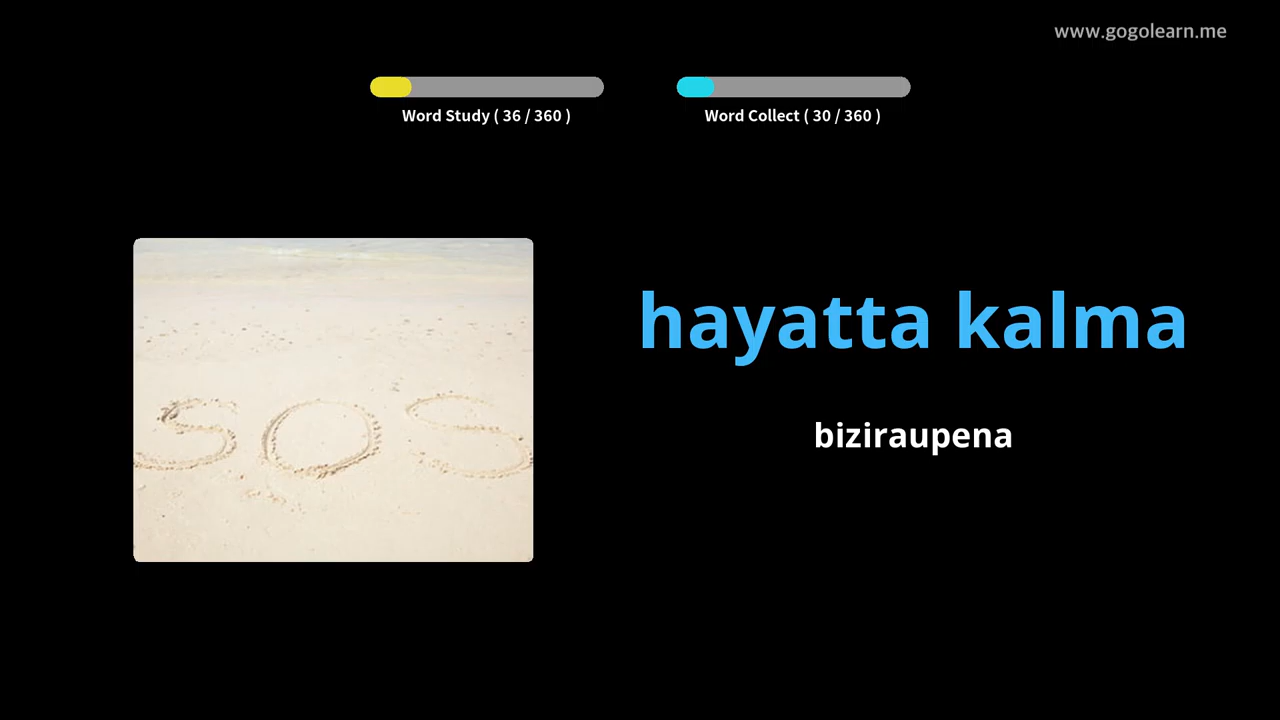 www.gogolearn.me
Word Study ( 36 / 360 )
Word Collect ( 30 / 360 )
SOS
hayatta kalma
biziraupena